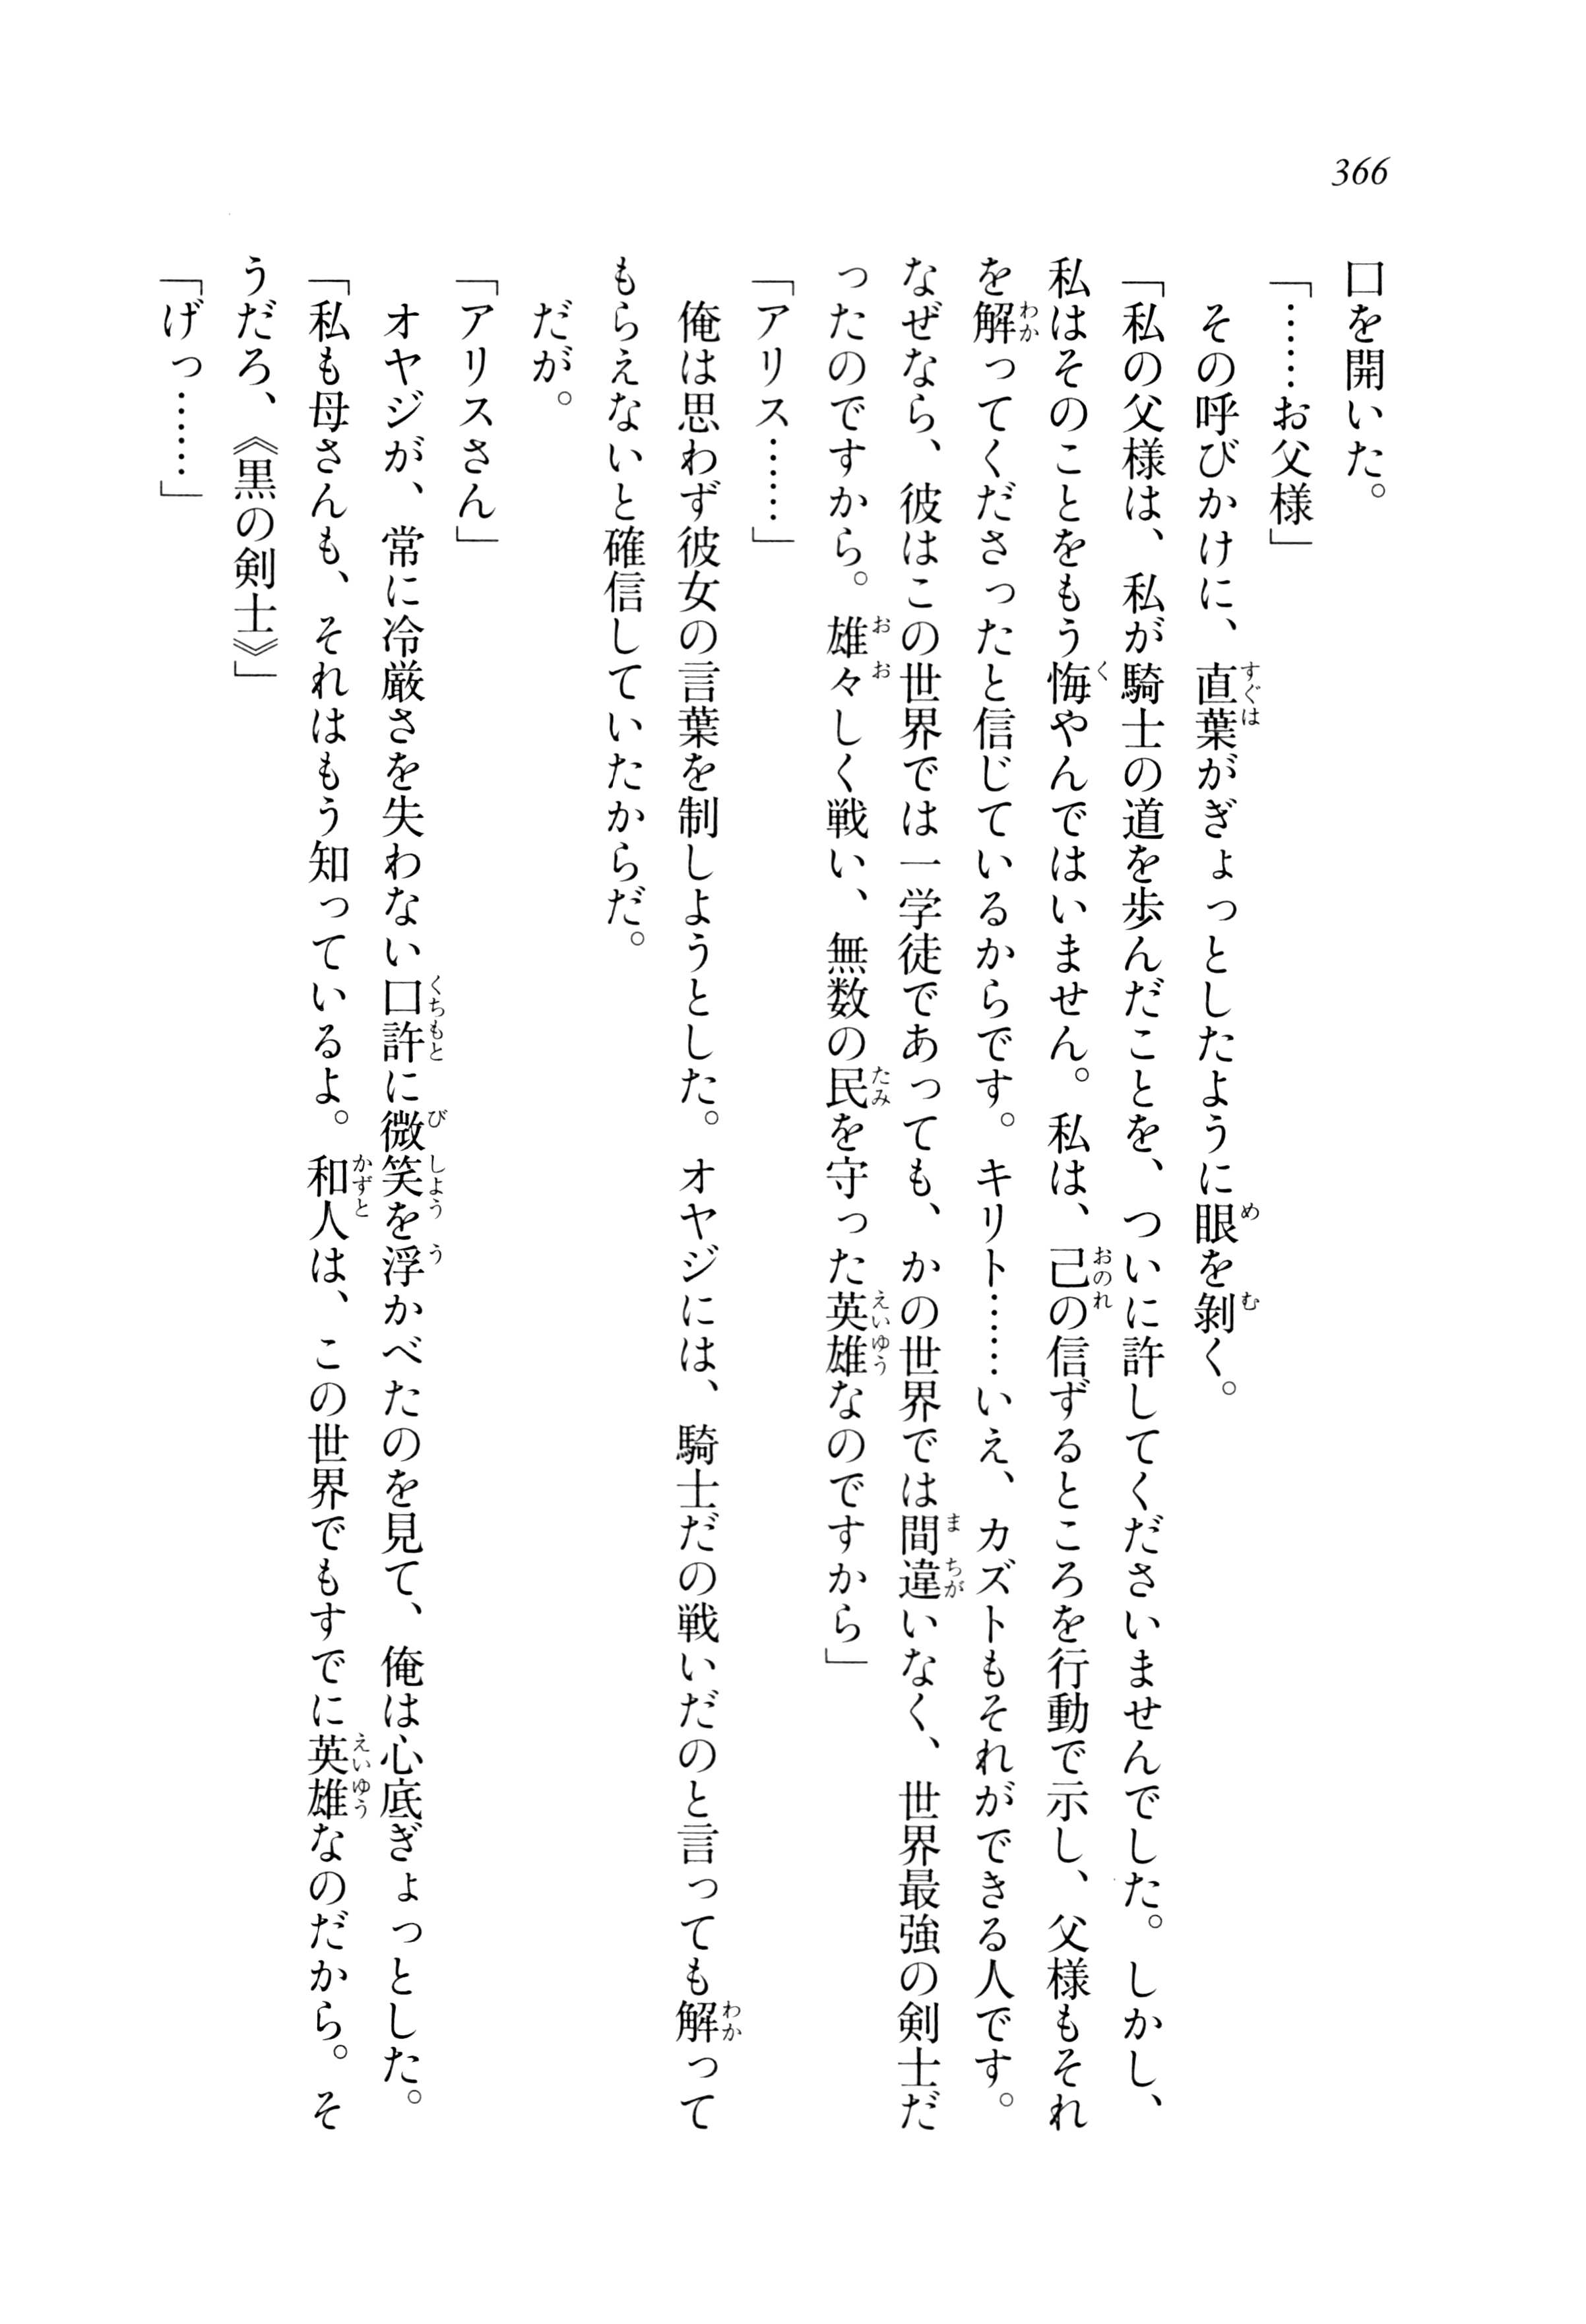 366
口を開いた。
「……お父様」
その呼びかけに、直葉がぎょっとしたように眼を剝く。
「私の父様は、私が騎士の道を歩んだことを、ついに許してくださいませんでした。しかし、
私はそのことをもう悔やんではいません。私は、己の信ずるところを行動で示し、父様もそれ
を解ってくださったと信じているからです。キリト……いえ、カズトもそれができる人です。
なぜなら、彼はこの世界では一学徒であっても、かの世界では間違いなく、世界最強の剣士だ
ったのですから。雄々しく戦い、無数の民を守った英雄なのですから」
「アリス……」
俺は思わず彼女の言葉を制しようとした。オヤジには、騎士だの戦いだのと言っても解って
もらえないと確信していたからだ。
だが。
「アリスさん」
オヤジが、常に冷厳さを失わない口許に微笑を浮かべたのを見て、俺は心底ぎょっとした。
「私も母さんも、それはもう知っているよ。和人は、この世界でもすでに英雄なのだから。そ
うだろ、《黒の剣士》」
「げっ……」